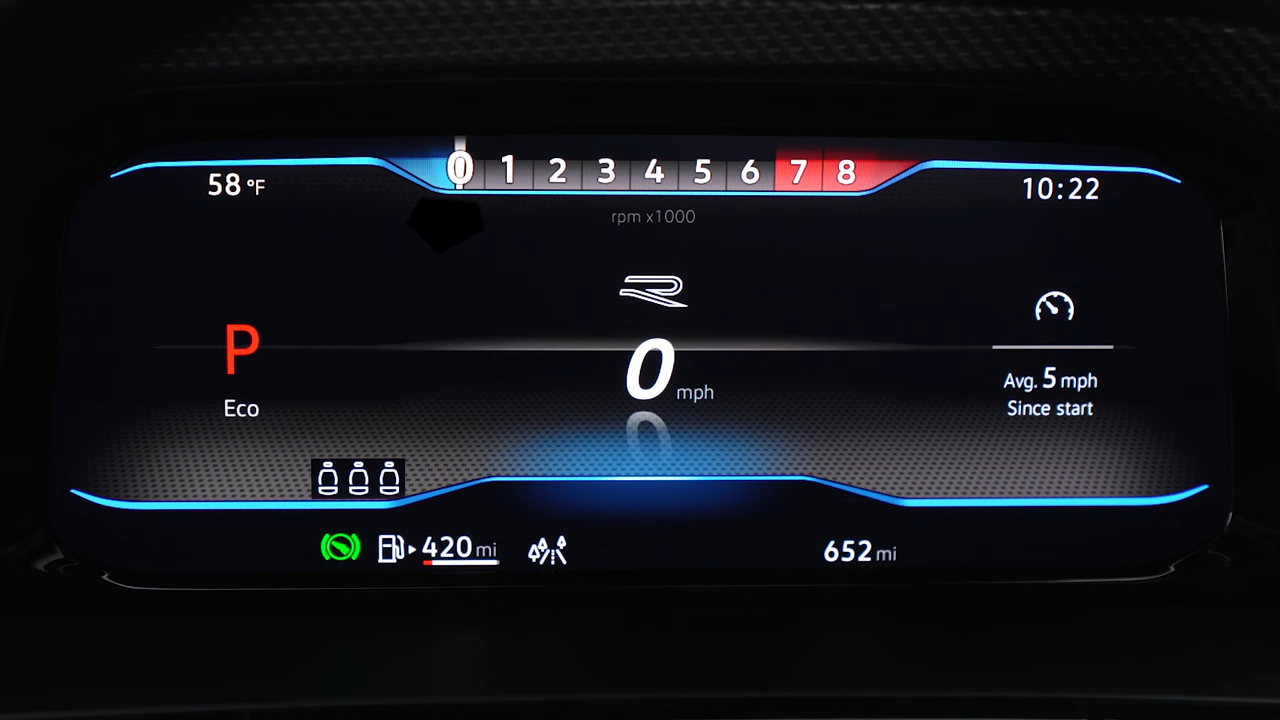 0 1 2 3 4 5 6 7 8
58 °F
10:22
rpm x1000
R
P
0 mph
Avg. 5 mph
Eco
Since start
420 mi
652 mi